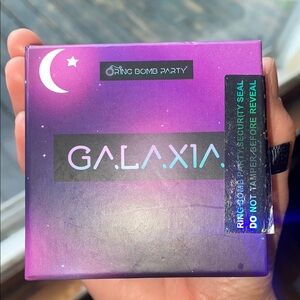 RING BOMB PARTY
GALAXIA
RING BOMB PARTY SECURITY SEAL
DO NOT TAMPER BEFORE REVEAL